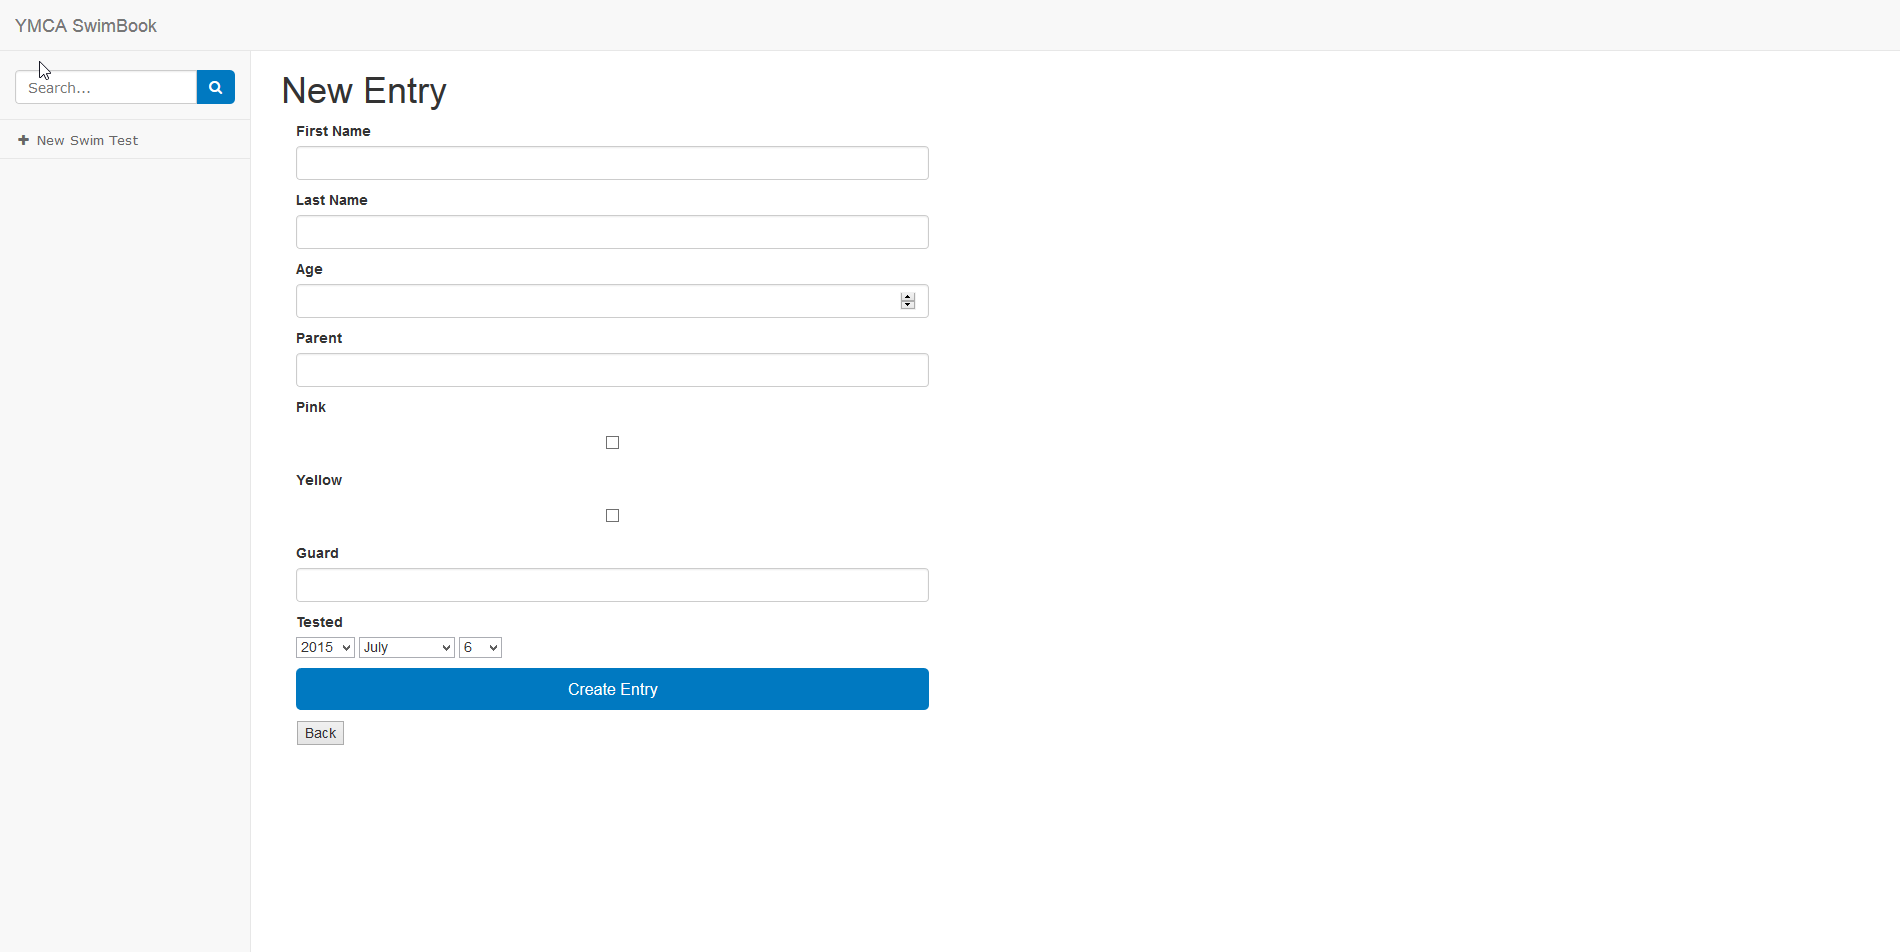 YMCA SwimBook
Search...
New Swim Test
New Entry
First Name
Last Name
Age
Parent
Pink
Yellow
Guard
Tested
2015 July 6
Create Entry
Back